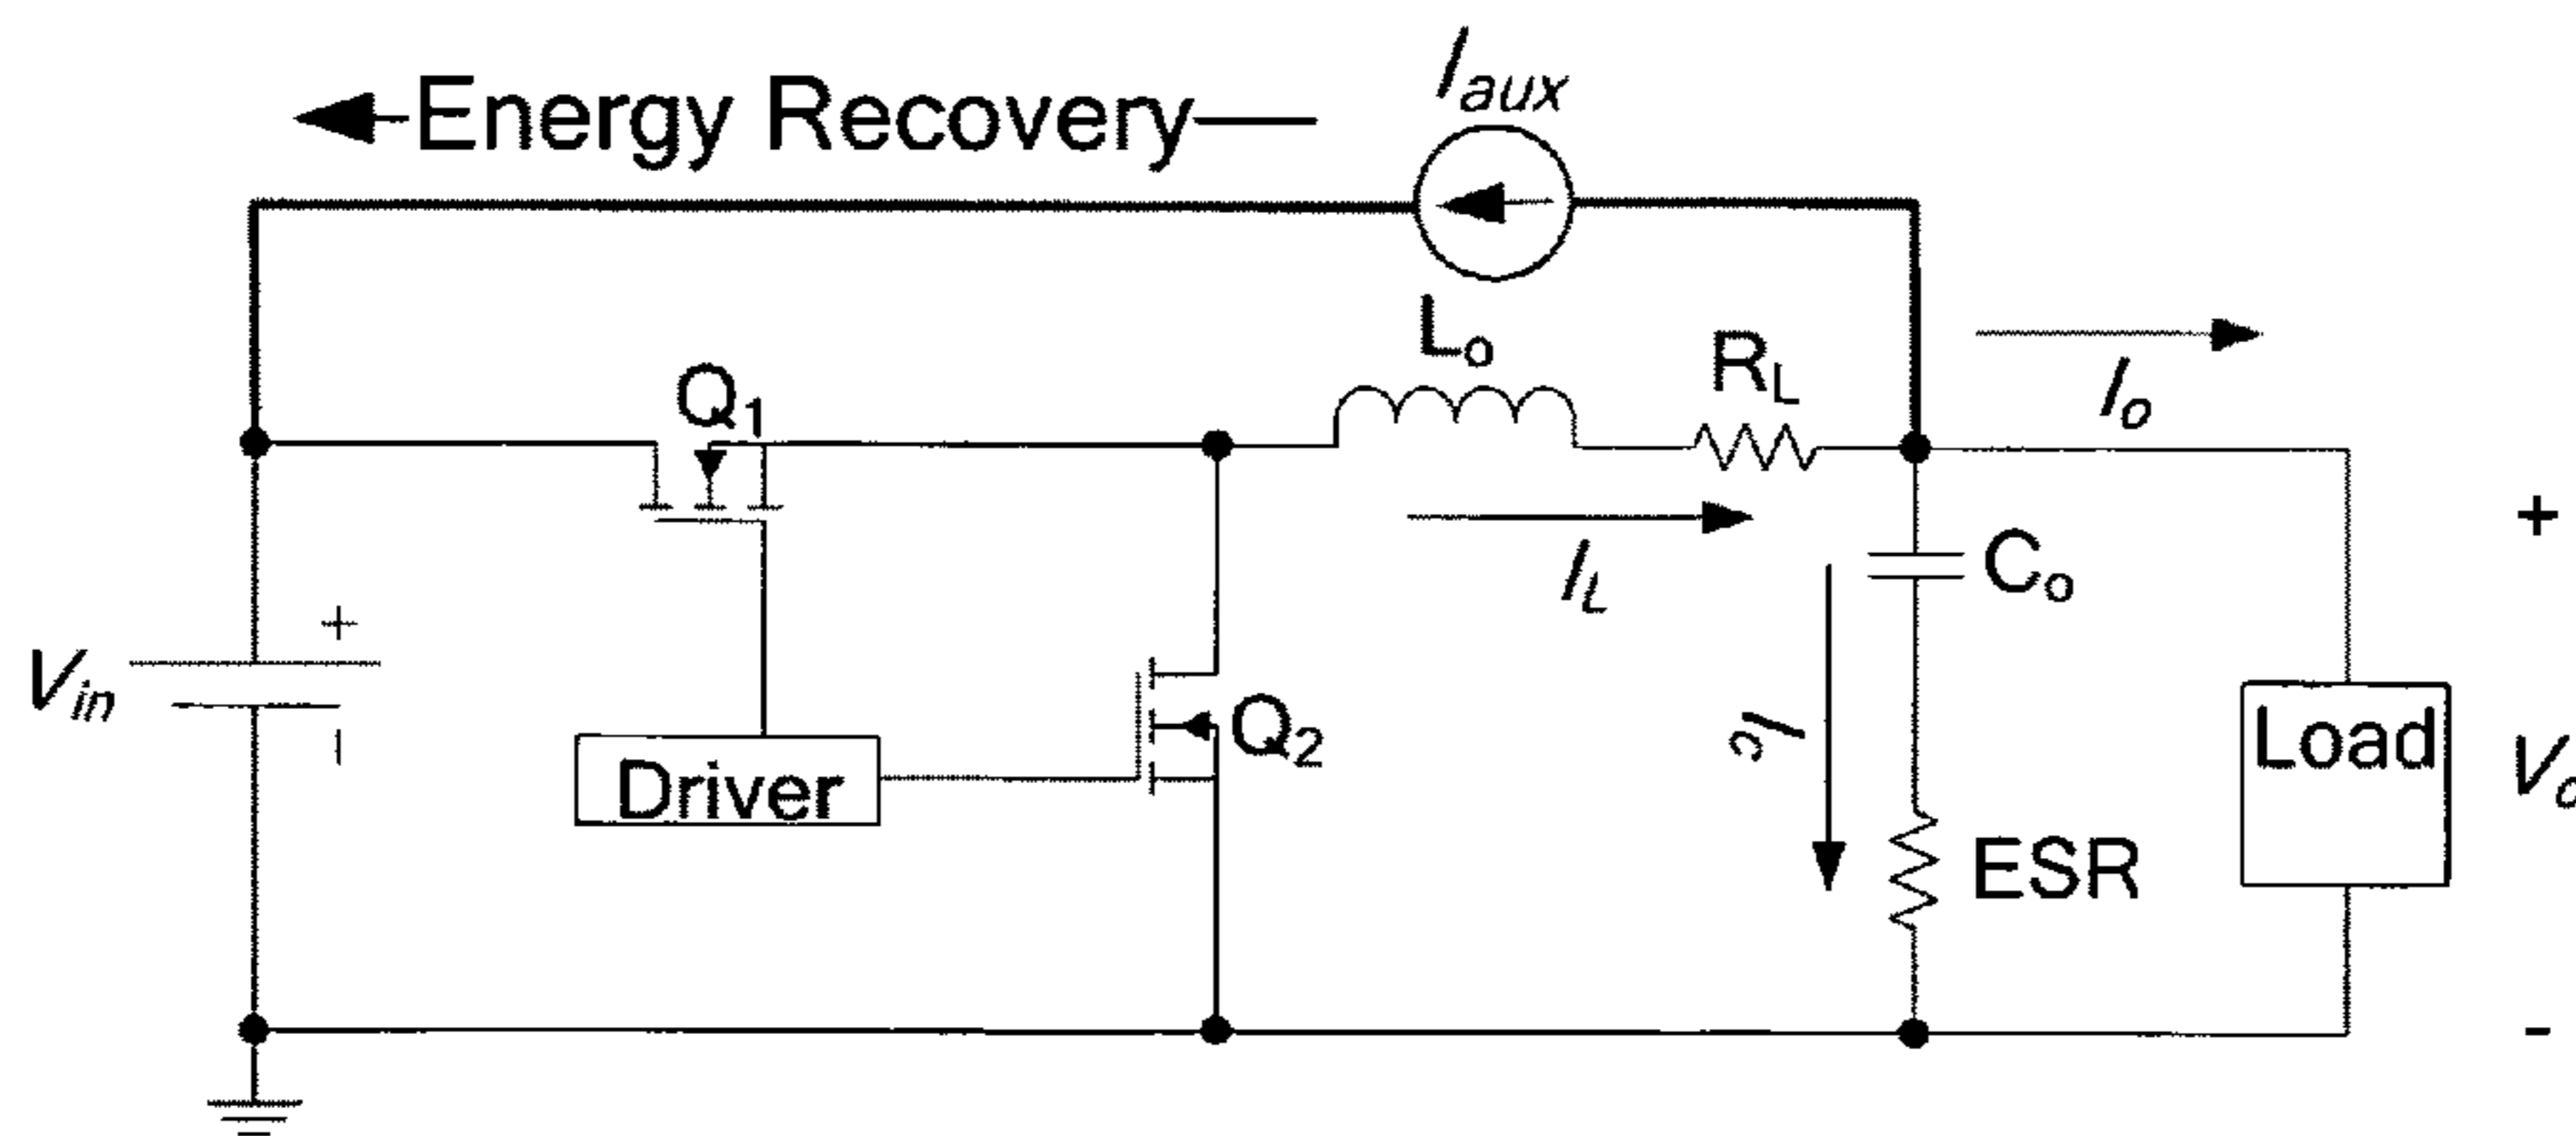 Energy Recovery
Iaux
Lo
RL
Io
Q1
IL
Co
+
Vin
+
-
Driver
Q2
Ic
Load
Vo
ESR
-